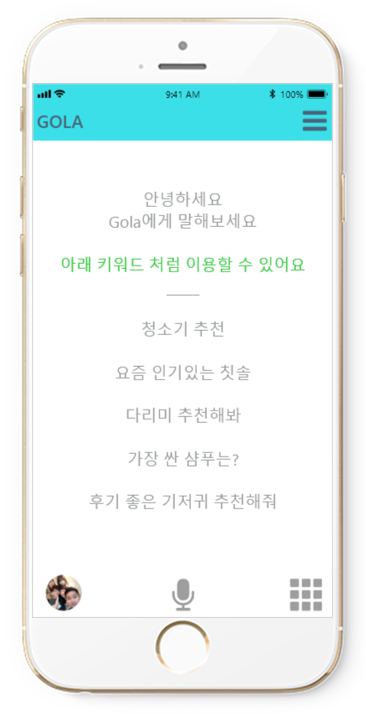 9:41 AM
100%
GOLA
안녕하세요
Gola에게 말해보세요
아래 키워드 처럼 이용할 수 있어요
청소기 추천
요즘 인기있는 칫솔
다리미 추천해봐
가장 싼 샴푸는?
후기 좋은 기저귀 추천해줘